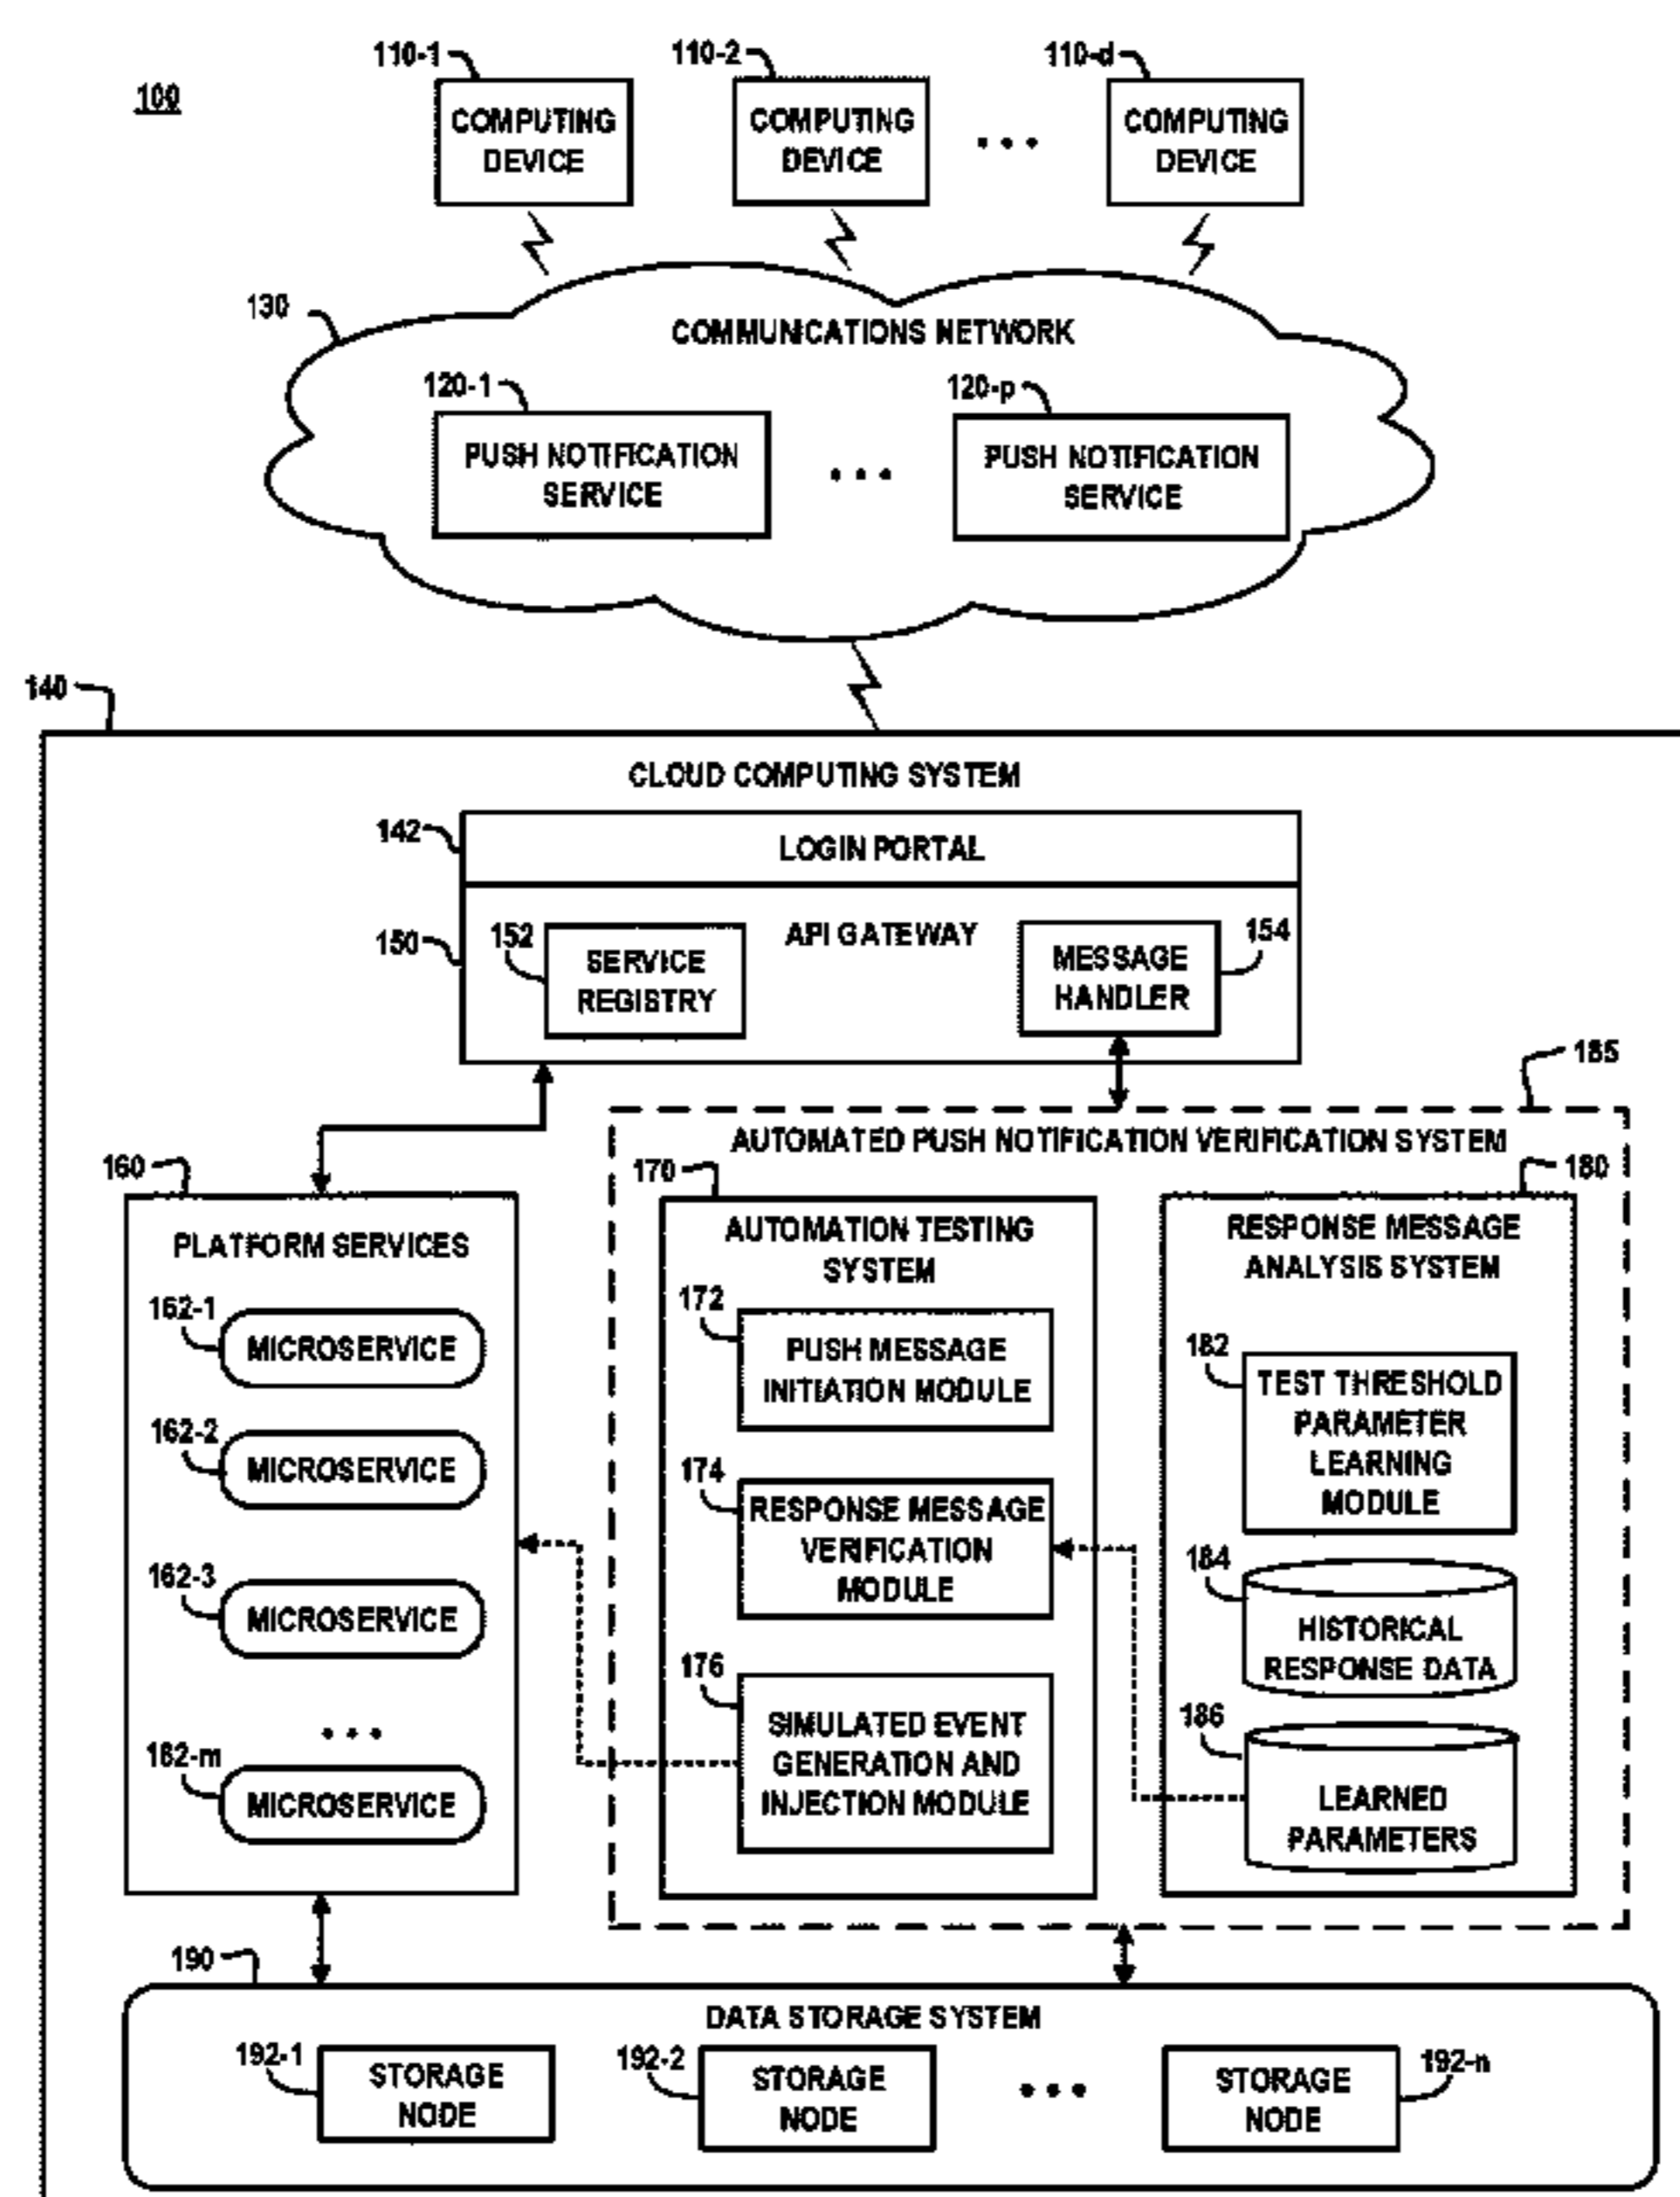 110-1
110-2
110-d
100
COMPUTING
DEVICE
COMPUTING
DEVICE
• • •
COMPUTING
DEVICE
130
COMMUNICATIONS NETWORK
120-1
120-p
PUSH NOTIFICATION
SERVICE
• • •
PUSH NOTIFICATION
SERVICE
140
CLOUD COMPUTING SYSTEM
142
LOGIN PORTAL
150
152
SERVICE
REGISTRY
API GATEWAY
MESSAGE
HANDLER
154
185
AUTOMATED PUSH NOTIFICATION VERIFICATION SYSTEM
160
PLATFORM SERVICES
162-1
MICROSERVICE
162-2
MICROSERVICE
162-3
MICROSERVICE
• • •
162-m
MICROSERVICE
170
AUTOMATION TESTING
SYSTEM
172
PUSH MESSAGE
INITIATION MODULE
174
RESPONSE MESSAGE
VERIFICATION
MODULE
176
SIMULATED EVENT
GENERATION AND
INJECTION MODULE
180
RESPONSE MESSAGE
ANALYSIS SYSTEM
182
TEST THRESHOLD
PARAMETER
LEARNING
MODULE
184
HISTORICAL
RESPONSE DATA
186
LEARNED
PARAMETERS
190
DATA STORAGE SYSTEM
192-1
STORAGE
NODE
192-2
STORAGE
NODE
• • •
STORAGE
NODE
192-n